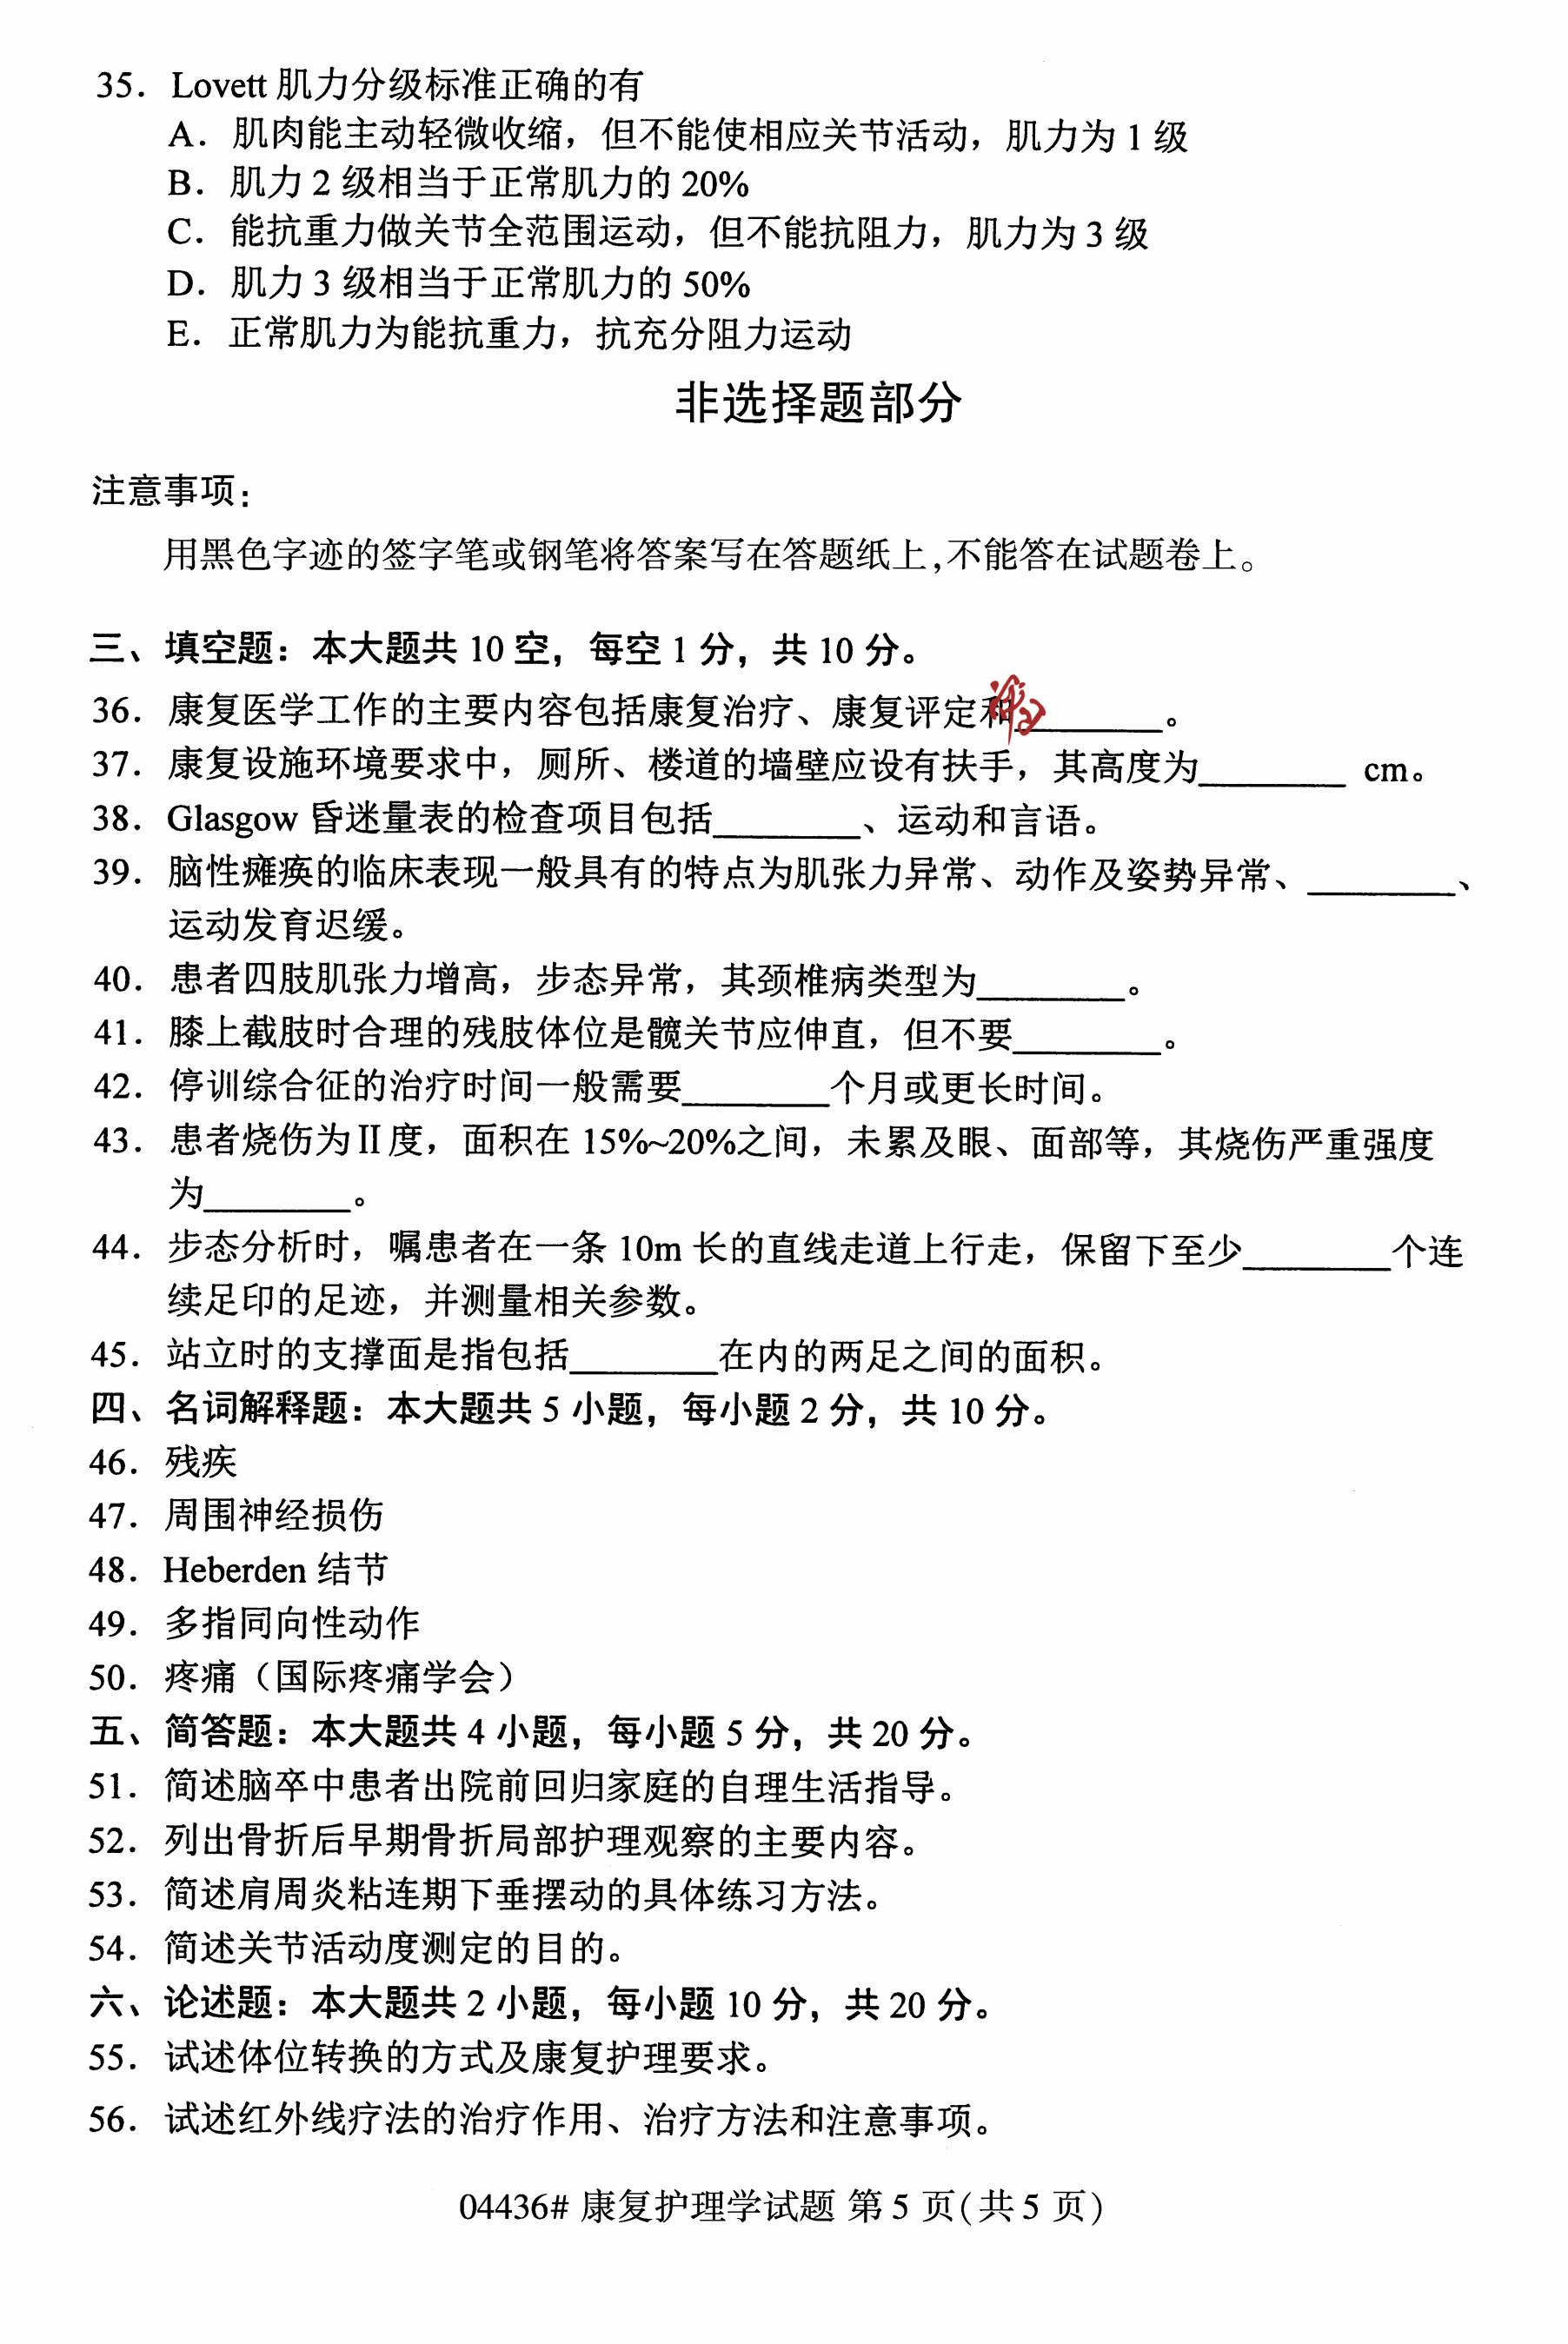 35. Lovett 肌力分级标准正确的有
A. 肌肉能主动轻微收缩，但不能使相应关节活动，肌力为 1 级
B. 肌力 2 级相当于正常肌力的 20%
C. 能抗重力做关节全范围运动，但不能抗阻力，肌力为 3 级
D. 肌力 3 级相当于正常肌力的 50%
E. 正常肌力为能抗重力，抗充分阻力运动
非选择题部分
注意事项：
用黑色字迹的签字笔或钢笔将答案写在答题纸上,不能答在试题卷上。
三、填空题：本大题共 10 空，每空 1 分，共 10 分。
36. 康复医学工作的主要内容包括康复治疗、康复评定和________。
37. 康复设施环境要求中，厕所、楼道的墙壁应设有扶手，其高度为________ cm。
38. Glasgow 昏迷量表的检查项目包括________、运动和言语。
39. 脑性瘫痪的临床表现一般具有的特点为肌张力异常、动作及姿势异常、________、
运动发育迟缓。
40. 患者四肢肌张力增高，步态异常，其颈椎病类型为________。
41. 膝上截肢时合理的残肢体位是髋关节应伸直，但不要________。
42. 停训综合征的治疗时间一般需要________个月或更长时间。
43. 患者烧伤为Ⅱ度，面积在 15%~20%之间，未累及眼、面部等，其烧伤严重强度
为________。
44. 步态分析时，嘱患者在一条 10m 长的直线走道上行走，保留下至少________个连
续足印的足迹，并测量相关参数。
45. 站立时的支撑面是指包括________在内的两足之间的面积。
四、名词解释题：本大题共 5 小题，每小题 2 分，共 10 分。
46. 残疾
47. 周围神经损伤
48. Heberden 结节
49. 多指同向性动作
50. 疼痛（国际疼痛学会）
五、简答题：本大题共 4 小题，每小题 5 分，共 20 分。
51. 简述脑卒中患者出院前回归家庭的自理生活指导。
52. 列出骨折后早期骨折局部护理观察的主要内容。
53. 简述肩周炎粘连期下垂摆动的具体练习方法。
54. 简述关节活动度测定的目的。
六、论述题：本大题共 2 小题，每小题 10 分，共 20 分。
55. 试述体位转换的方式及康复护理要求。
56. 试述红外线疗法的治疗作用、治疗方法和注意事项。
04436# 康复护理学试题 第 5 页(共 5 页)